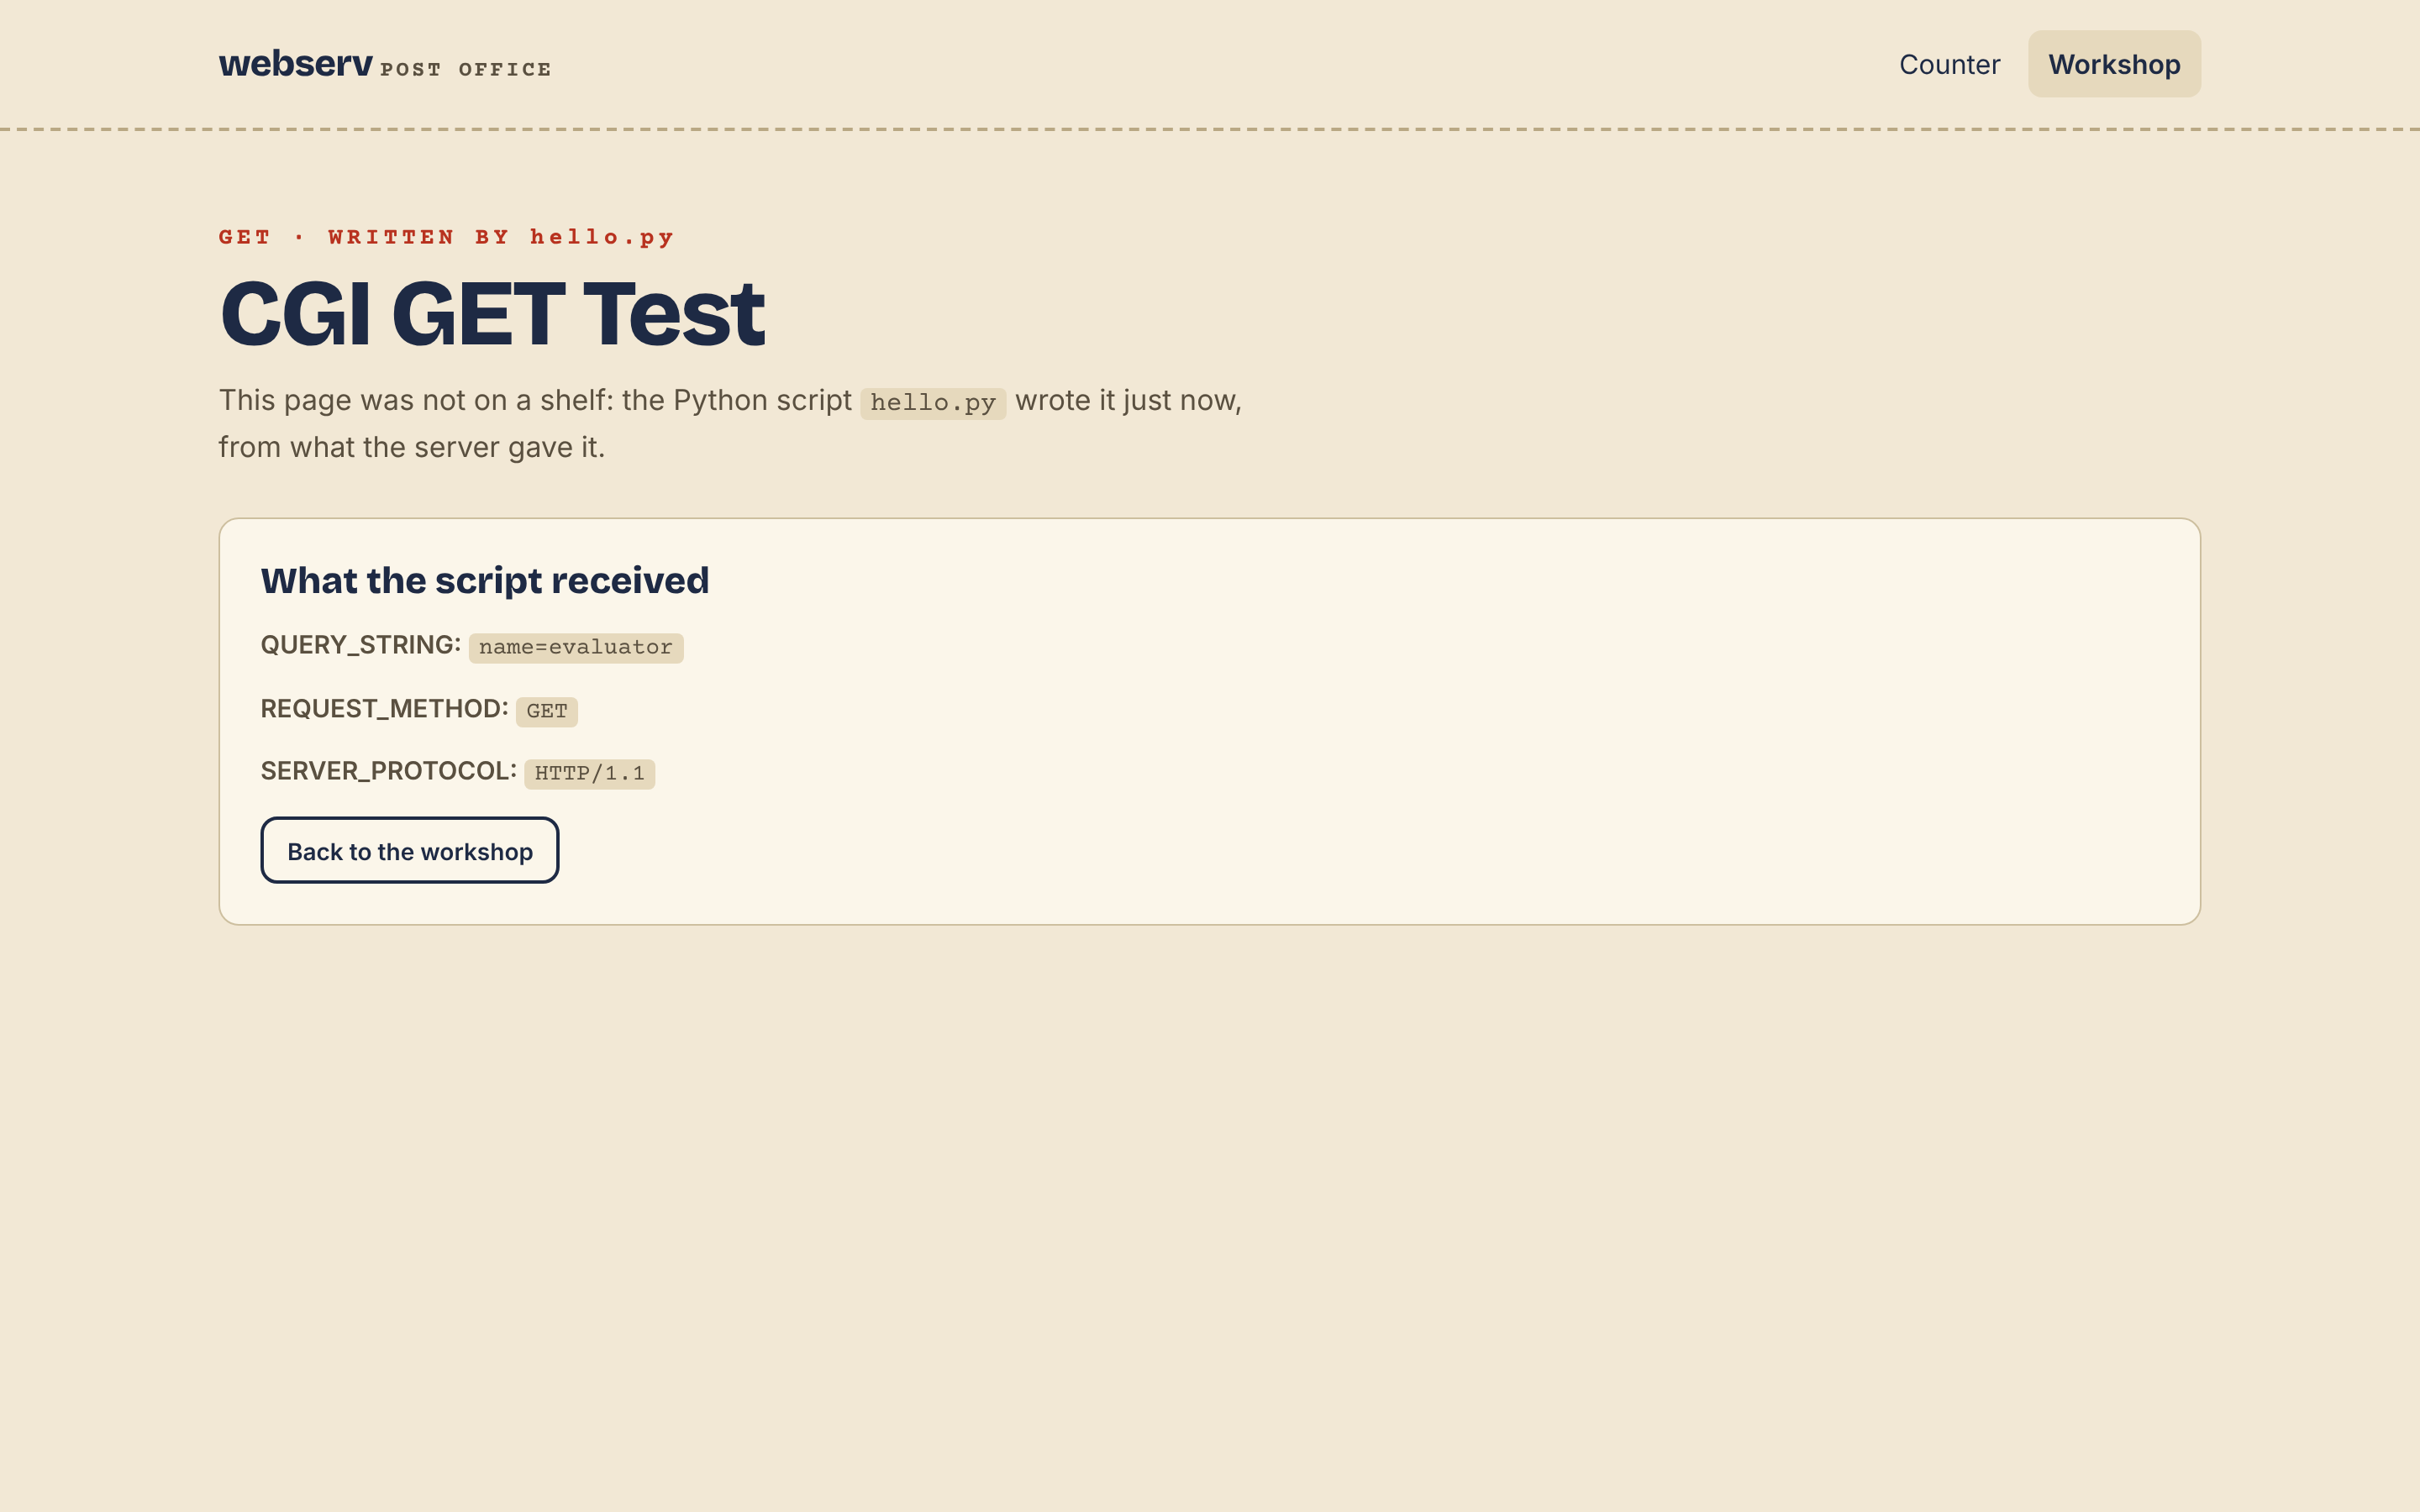 webserv POST OFFICE
Counter
Workshop
GET · WRITTEN BY hello.py
CGI GET Test
This page was not on a shelf: the Python script hello.py wrote it just now,
from what the server gave it.
What the script received
QUERY_STRING: name=evaluator
REQUEST_METHOD: GET
SERVER_PROTOCOL: HTTP/1.1
Back to the workshop